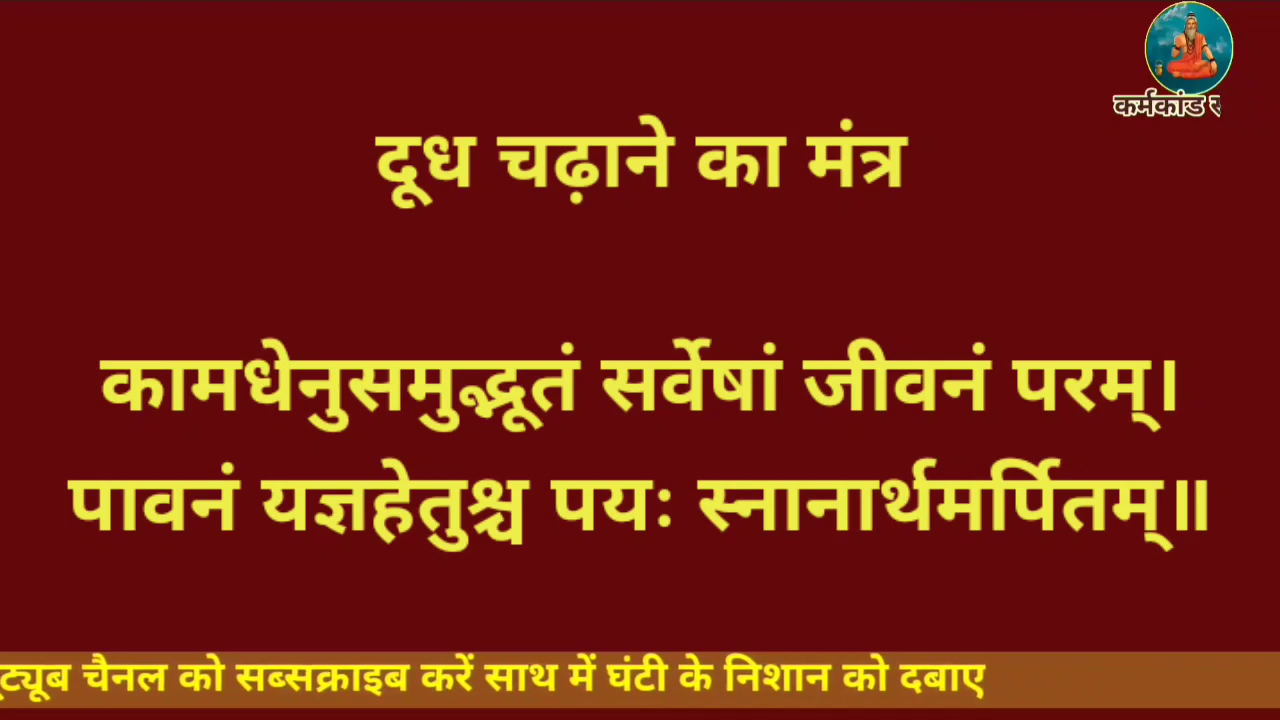 कर्मकांड
दूध चढ़ाने का मंत्र
कामधेनुसमुद्भूतं सर्वेषां जीवनं परम्।
पावनं यज्ञहेतुश्च पयः स्नानार्थमर्पितम्॥
चैनल को सब्सक्राइब करें साथ में घंटी के निशान को दबाए